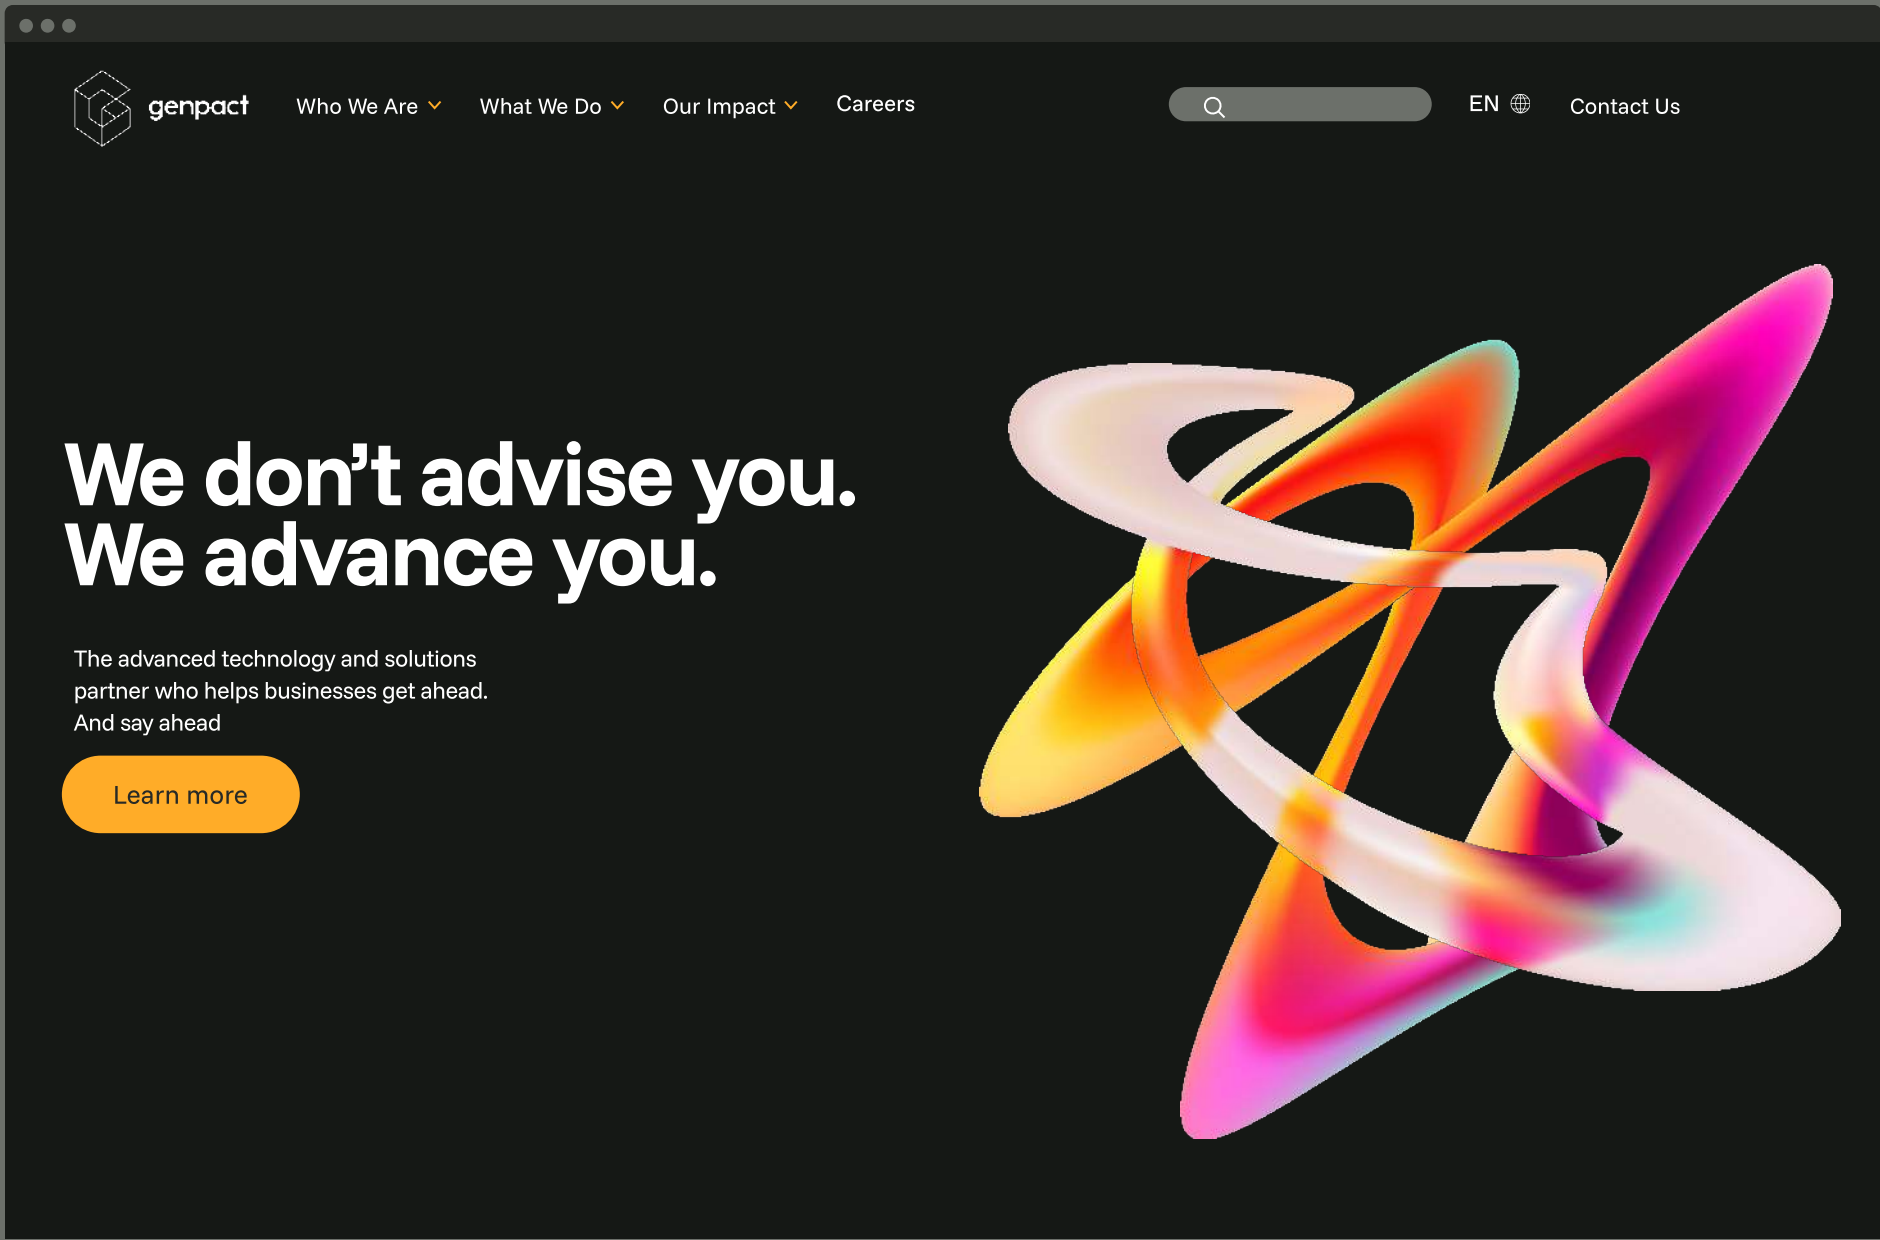 genpact
Who We Are
What We Do
Our Impact
Careers
EN
Contact Us
We don’t advise you.
We advance you.
The advanced technology and solutions
partner who helps businesses get ahead.
And say ahead
Learn more